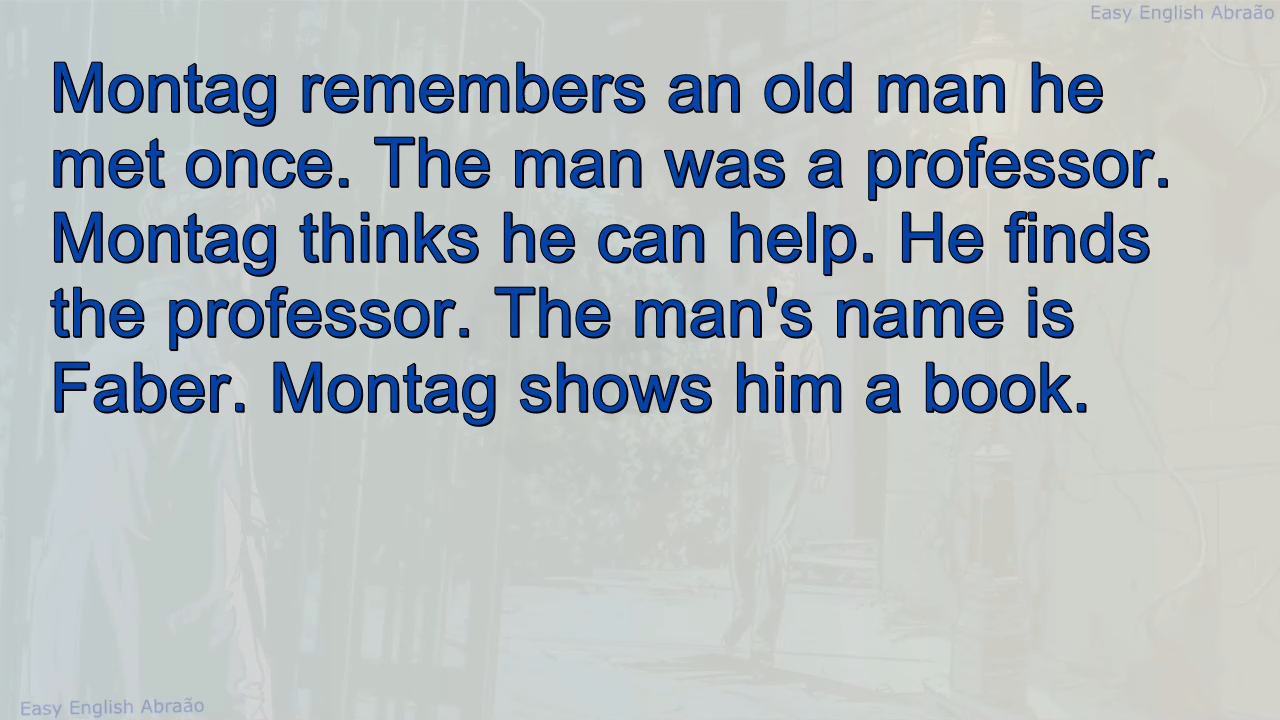 Easy English Abraão
Montag remembers an old man he
met once. The man was a professor.
Montag thinks he can help. He finds
the professor. The man's name is
Faber. Montag shows him a book.
Easy English Abraão